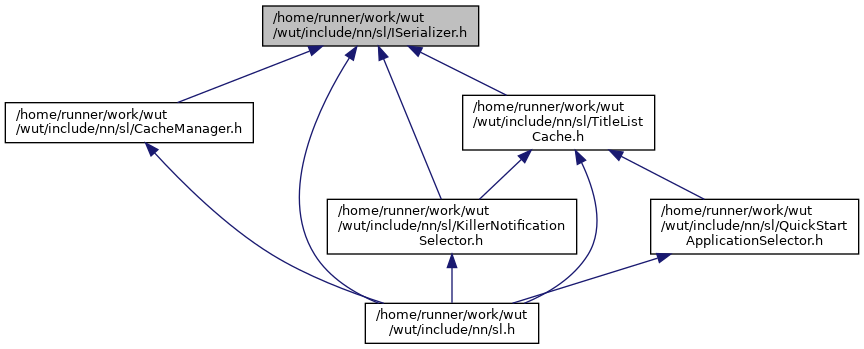 /home/runner/work/wut
/wut/include/nn/sl/ISerializer.h
/home/runner/work/wut
/wut/include/nn/sl/CacheManager.h
/home/runner/work/wut
/wut/include/nn/sl/TitleList
Cache.h
/home/runner/work/wut
/wut/include/nn/sl/KillerNotification
Selector.h
/home/runner/work/wut
/wut/include/nn/sl/QuickStart
ApplicationSelector.h
/home/runner/work/wut
/wut/include/nn/sl.h